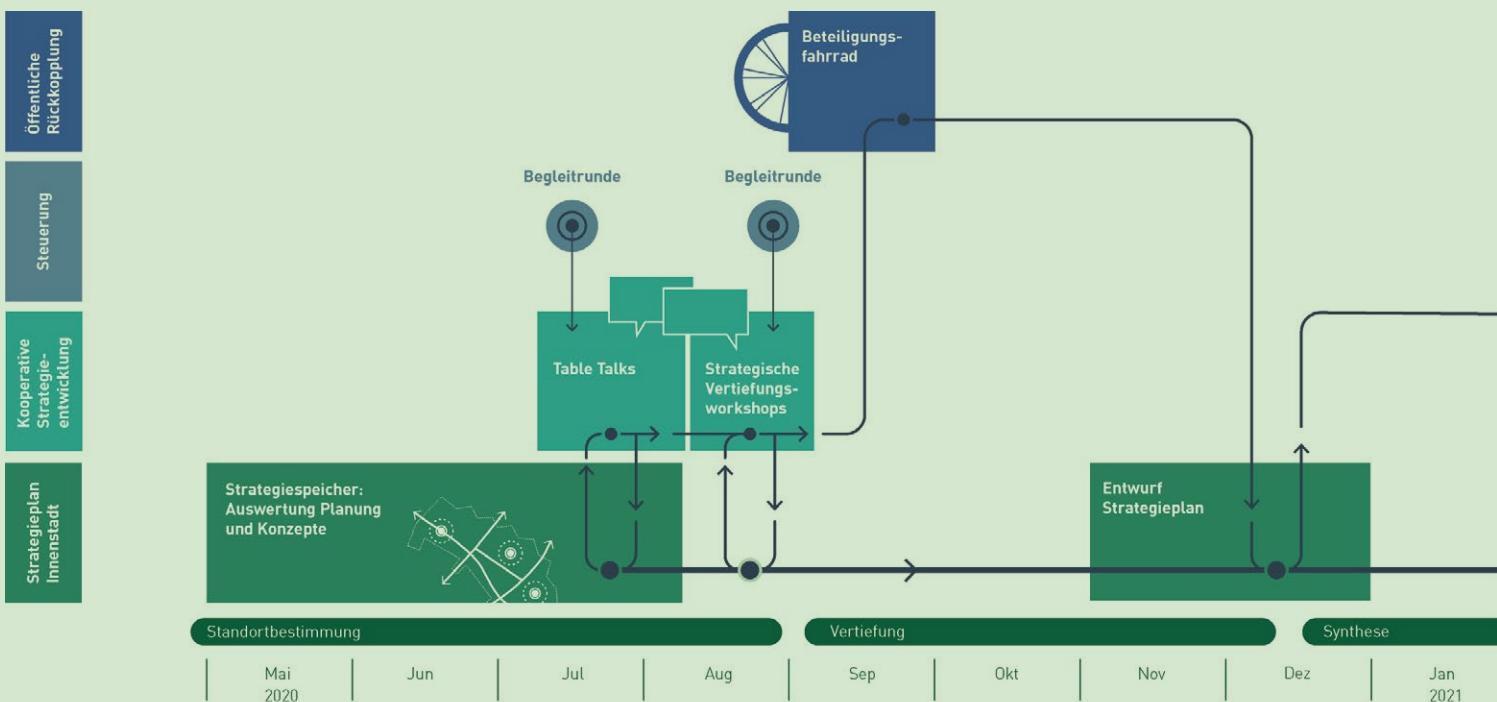 Öffentliche
Rückkopplung
Beteiligungs-
fahrrad
Steuerung
Begleitrunde
Begleitrunde
Kooperative
Strategie-
entwicklung
Table Talks
Strategische
Vertiefungs-
workshops
Strategieplan
Innenstadt
Strategiespeicher:
Auswertung Planung
und Konzepte
Entwurf
Strategieplan
Standortbestimmung
Vertiefung
Synthese
Mai
2020
Jun
Jul
Aug
Sep
Okt
Nov
Dez
Jan
2021